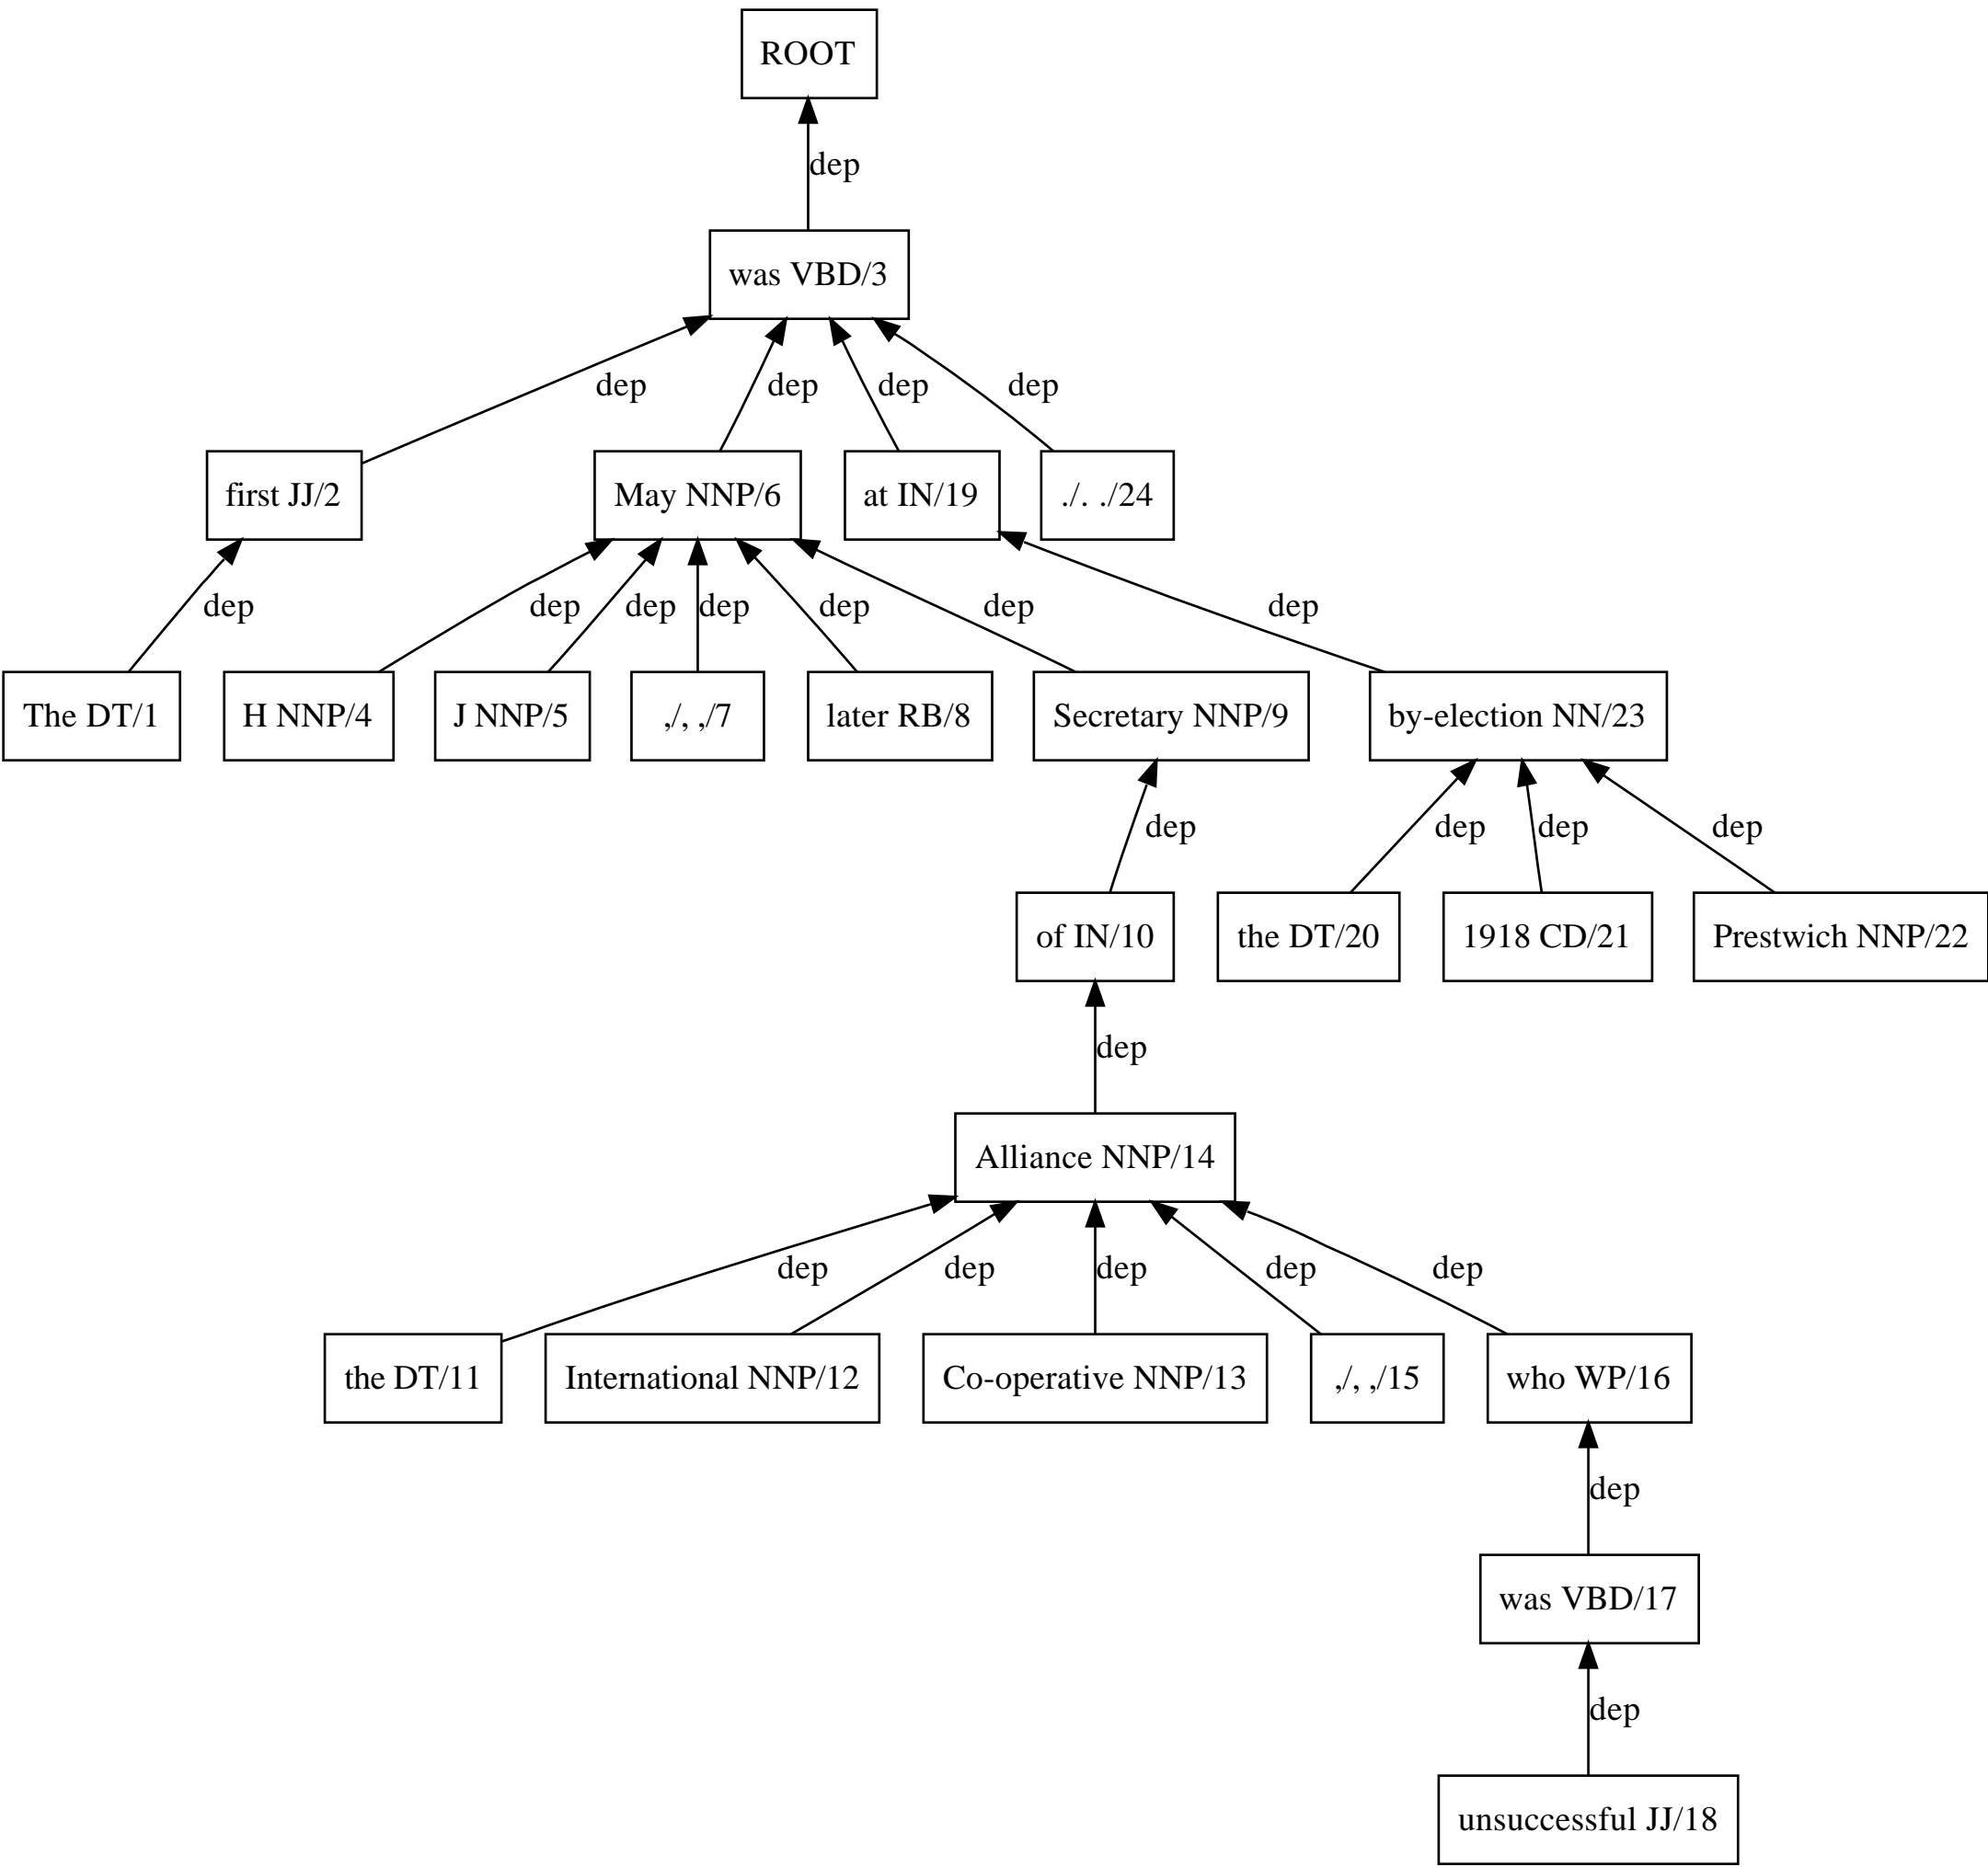 ROOT
dep
was VBD/3
dep dep dep dep
first JJ/2 May NNP/6 at IN/19 ./. ./24
dep dep dep dep dep dep dep
The DT/1 H NNP/4 J NNP/5 ,/, ,/7 later RB/8 Secretary NNP/9 by-election NN/23
dep dep dep dep
of IN/10 the DT/20 1918 CD/21 Prestwich NNP/22
dep
Alliance NNP/14
dep dep dep dep dep
the DT/11 International NNP/12 Co-operative NNP/13 ,/, ,/15 who WP/16
dep
was VBD/17
dep
unsuccessful JJ/18